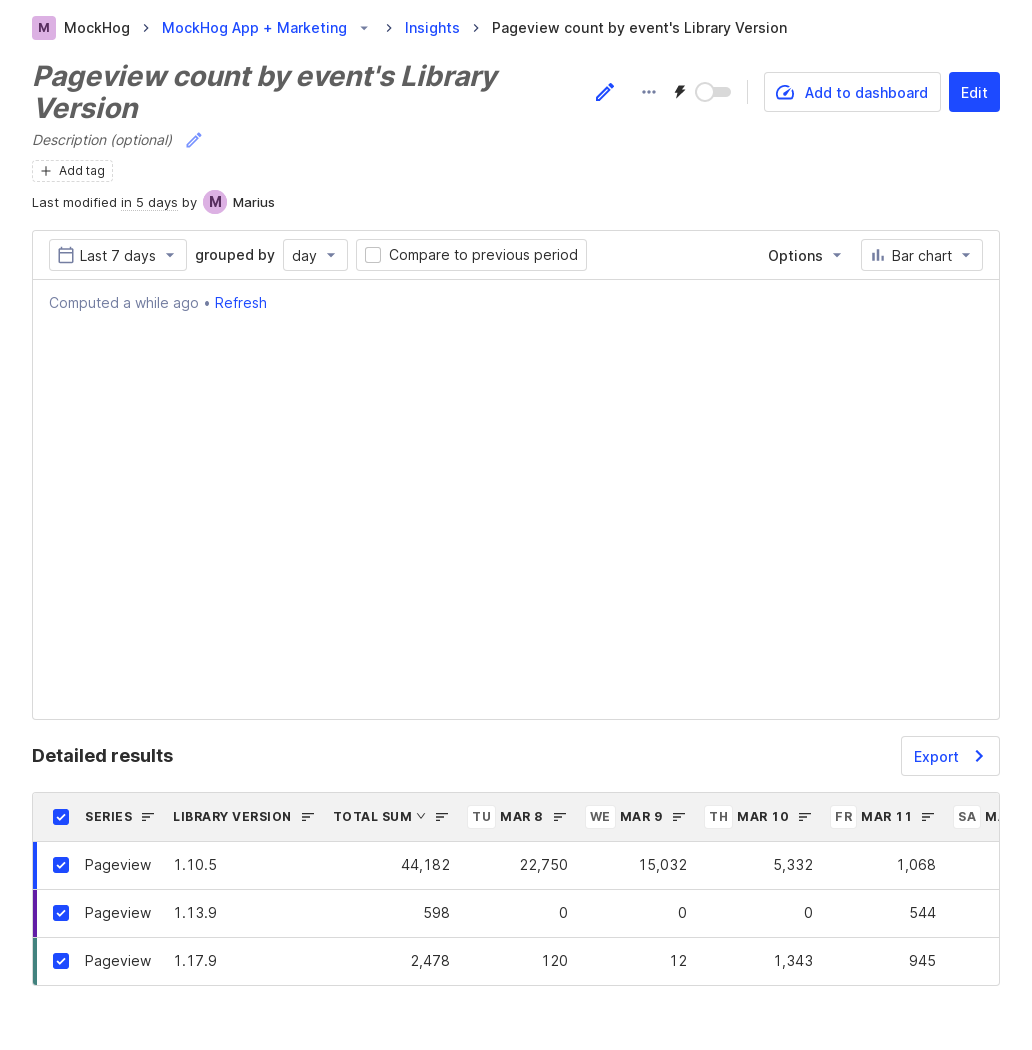 M MockHog MockHog App + Marketing Insights Pageview count by event's Library Version
Pageview count by event's Library
Version
Add to dashboard Edit
Description (optional)
Add tag
Last modified in 5 days by M Marius
Last 7 days grouped by day Compare to previous period Options Bar chart
Computed a while ago • Refresh
Detailed results Export
SERIES LIBRARY VERSION TOTAL SUM TU MAR 8 WE MAR 9 TH MAR 10 FR MAR 11 SA
Pageview 1.10.5 44,182 22,750 15,032 5,332 1,068
Pageview 1.13.9 598 0 0 0 544
Pageview 1.17.9 2,478 120 12 1,343 945